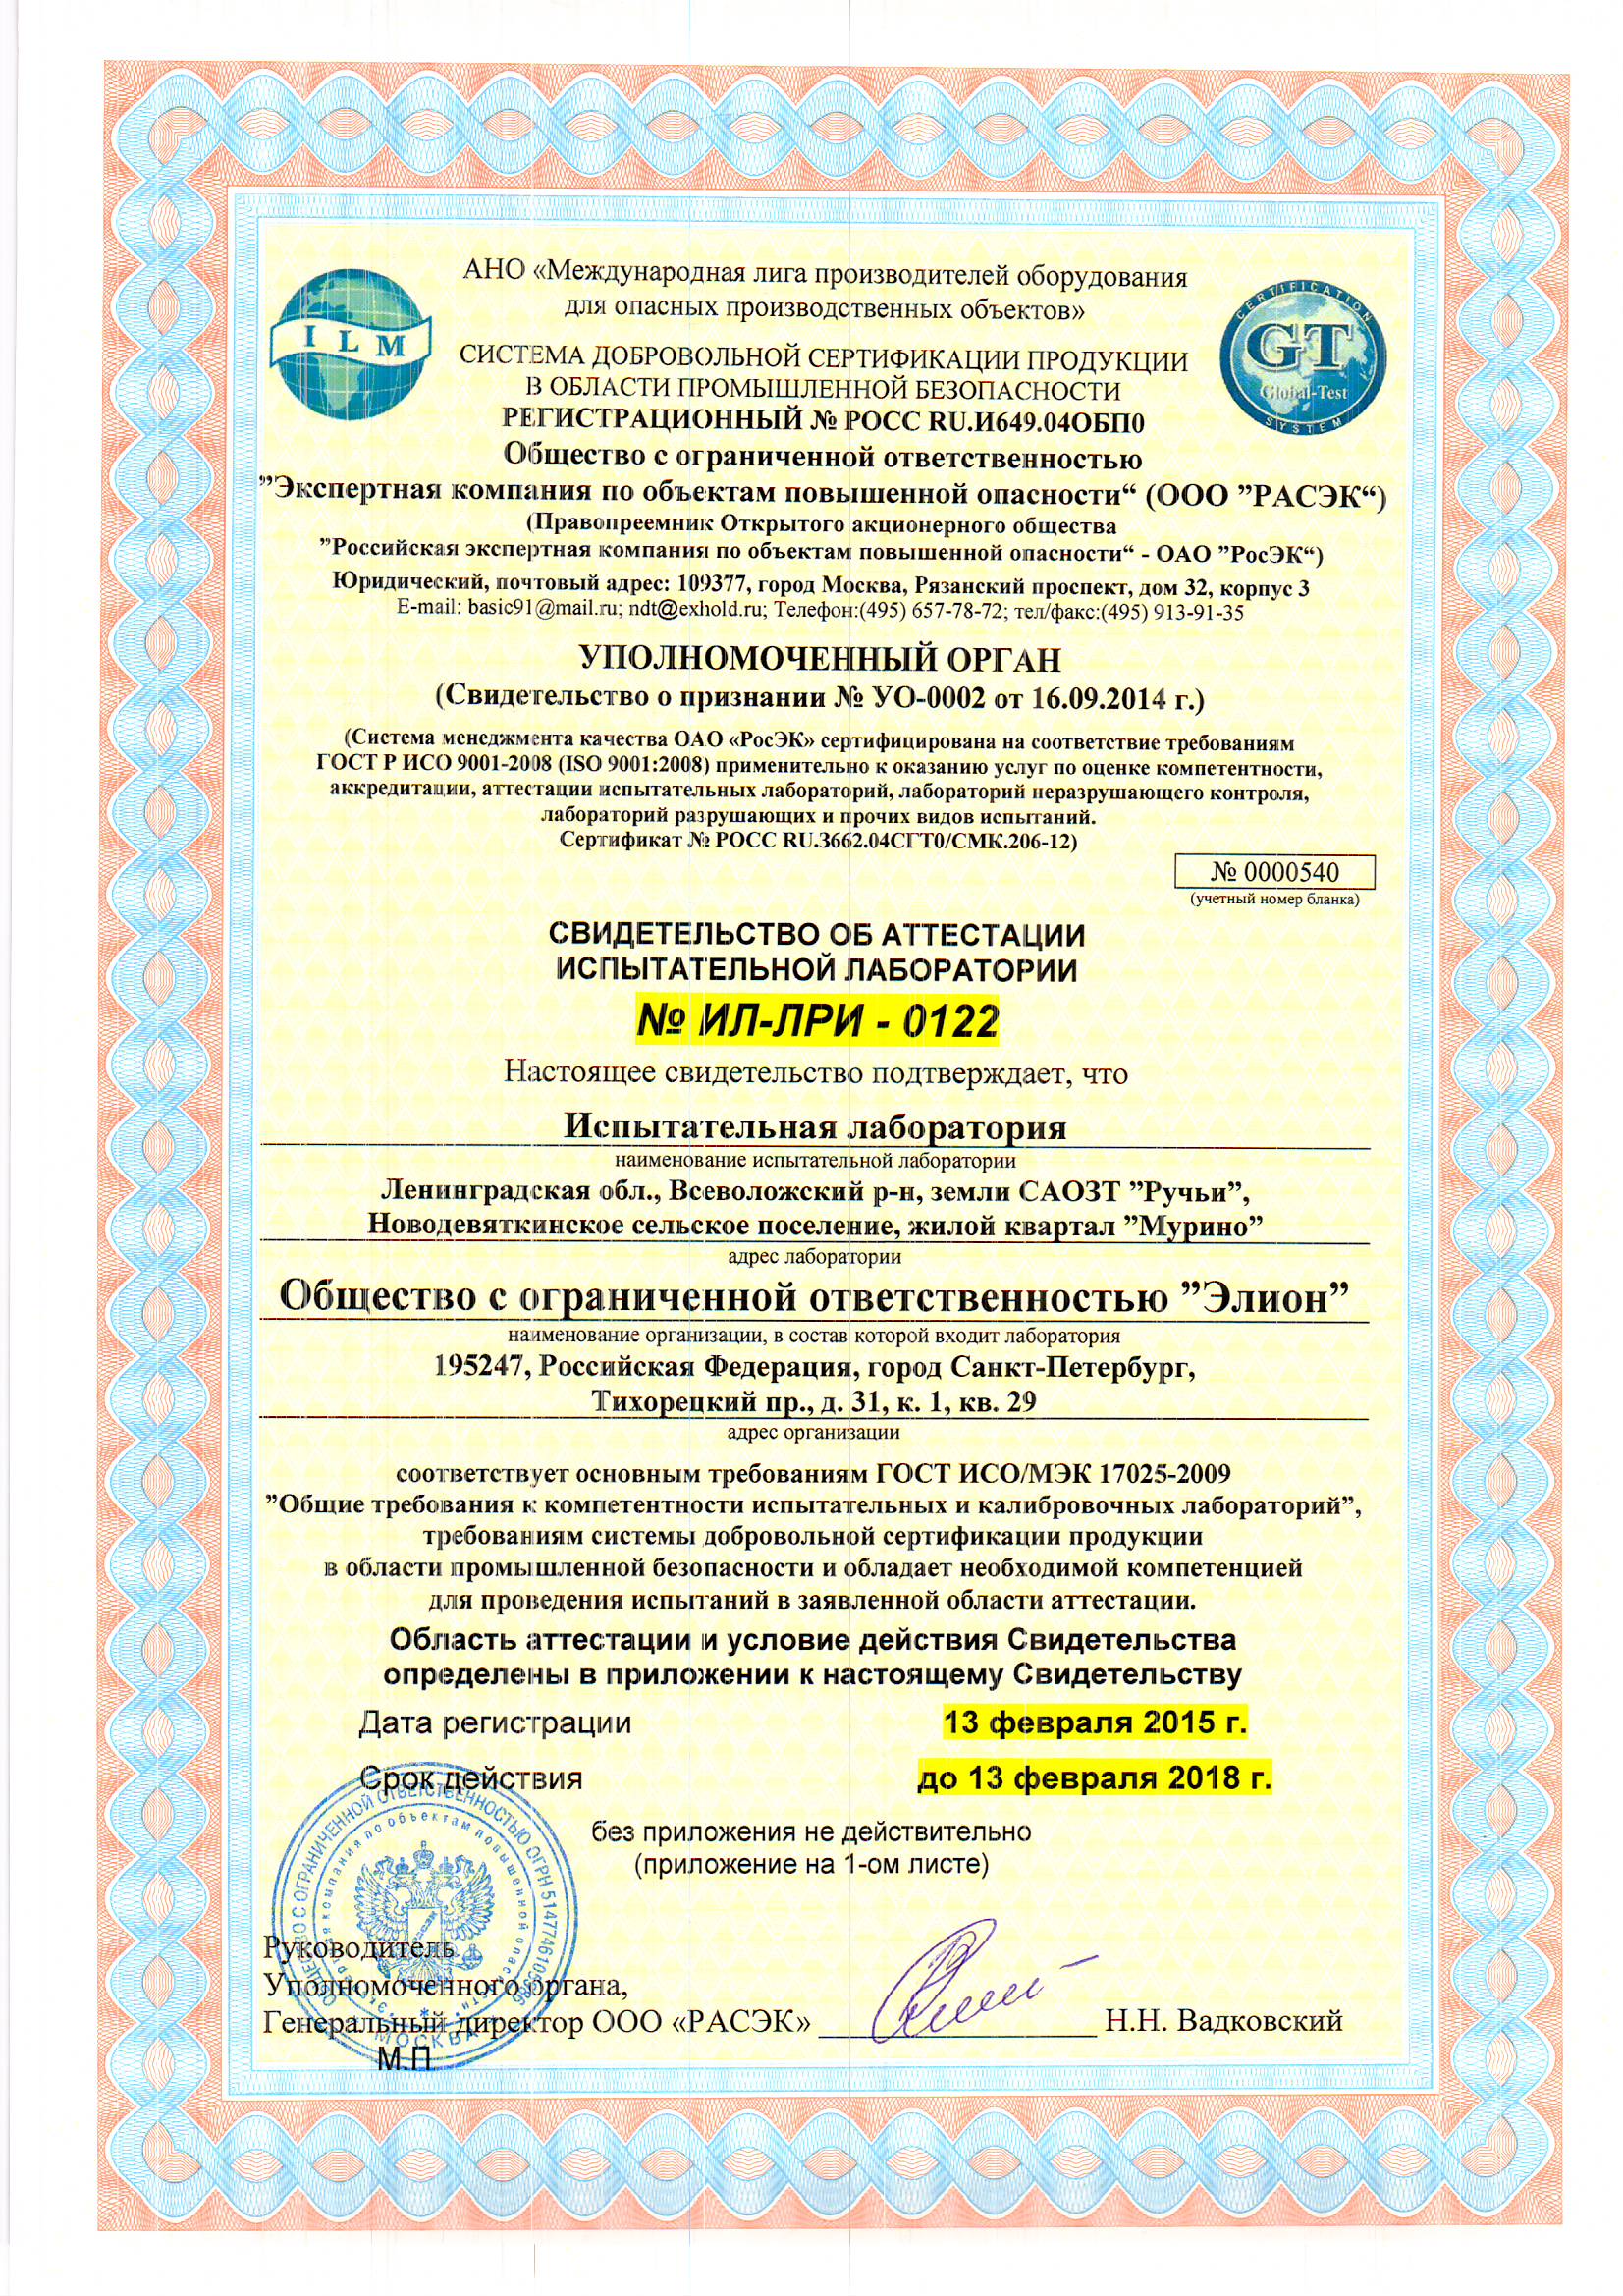 АНО «Международная лига производителей оборудования
для опасных производственных объектов»
I L M
CERTIFICATION
GT
Global-Test
SYSTEM
СИСТЕМА ДОБРОВОЛЬНОЙ СЕРТИФИКАЦИИ ПРОДУКЦИИ
В ОБЛАСТИ ПРОМЫШЛЕННОЙ БЕЗОПАСНОСТИ
РЕГИСТРАЦИОННЫЙ № РОСС RU.И649.04ОБП0
Общество с ограниченной ответственностью
”Экспертная компания по объектам повышенной опасности“ (ООО ”РАСЭК“)
(Правопреемник Открытого акционерного общества
”Российская экспертная компания по объектам повышенной опасности“ - ОАО ”РосЭК“)
Юридический, почтовый адрес: 109377, город Москва, Рязанский проспект, дом 32, корпус 3
E-mail: basic91@mail.ru; ndt@exhold.ru; Телефон:(495) 657-78-72; тел/факс:(495) 913-91-35
УПОЛНОМОЧЕННЫЙ ОРГАН
(Свидетельство о признании № УО-0002 от 16.09.2014 г.)
(Система менеджмента качества ОАО «РосЭК» сертифицирована на соответствие требованиям
ГОСТ Р ИСО 9001-2008 (ISO 9001:2008) применительно к оказанию услуг по оценке компетентности,
аккредитации, аттестации испытательных лабораторий, лабораторий неразрушающего контроля,
лабораторий разрушающих и прочих видов испытаний.
Сертификат № РОСС RU.З662.04СГТ0/СМК.206-12)
№ 0000540
(учетный номер бланка)
СВИДЕТЕЛЬСТВО ОБ АТТЕСТАЦИИ
ИСПЫТАТЕЛЬНОЙ ЛАБОРАТОРИИ
№ ИЛ-ЛРИ - 0122
Настоящее свидетельство подтверждает, что
Испытательная лаборатория
наименование испытательной лаборатории
Ленинградская обл., Всеволожский р-н, земли САОЗТ ”Ручьи”,
Новодевяткинское сельское поселение, жилой квартал ”Мурино”
адрес лаборатории
Общество с ограниченной ответственностью ”Элион”
наименование организации, в состав которой входит лаборатория
195247, Российская Федерация, город Санкт-Петербург,
Тихорецкий пр., д. 31, к. 1, кв. 29
адрес организации
соответствует основным требованиям ГОСТ ИСО/МЭК 17025-2009
”Общие требования к компетентности испытательных и калибровочных лабораторий”,
требованиям системы добровольной сертификации продукции
в области промышленной безопасности и обладает необходимой компетенцией
для проведения испытаний в заявленной области аттестации.
Область аттестации и условие действия Свидетельства
определены в приложении к настоящему Свидетельству
Дата регистрации 13 февраля 2015 г.
Срок действия до 13 февраля 2018 г.
без приложения не действительно
(приложение на 1-ом листе)
ОБЩЕСТВО С ОГРАНИЧЕННОЙ ОТВЕТСТВЕННОСТЬЮ ОГРН
Экспертная компания по объектам повышенной опасности
МОСКВА
Руководитель
Уполномоченного органа,
Генеральный директор ООО «РАСЭК» Н.Н. Вадковский
М.П.